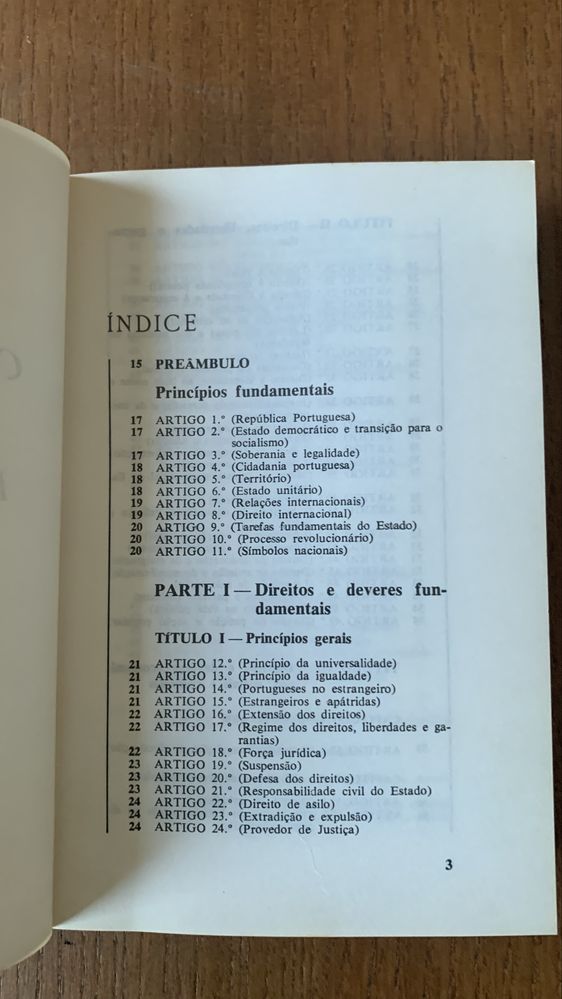 ÍNDICE
15 PREÂMBULO
Princípios fundamentais
17 ARTIGO 1.º (República Portuguesa)
17 ARTIGO 2.º (Estado democrático e transição para o
socialismo)
17 ARTIGO 3.º (Soberania e legalidade)
18 ARTIGO 4.º (Cidadania portuguesa)
18 ARTIGO 5.º (Território)
18 ARTIGO 6.º (Estado unitário)
19 ARTIGO 7.º (Relações internacionais)
19 ARTIGO 8.º (Direito internacional)
20 ARTIGO 9.º (Tarefas fundamentais do Estado)
20 ARTIGO 10.º (Processo revolucionário)
20 ARTIGO 11.º (Símbolos nacionais)
PARTE I — Direitos e deveres fun-
damentais
TÍTULO I — Princípios gerais
21 ARTIGO 12.º (Princípio da universalidade)
21 ARTIGO 13.º (Princípio da igualdade)
21 ARTIGO 14.º (Portugueses no estrangeiro)
21 ARTIGO 15.º (Estrangeiros e apátridas)
22 ARTIGO 16.º (Extensão dos direitos)
22 ARTIGO 17.º (Regime dos direitos, liberdades e ga-
rantias)
22 ARTIGO 18.º (Força jurídica)
23 ARTIGO 19.º (Suspensão)
23 ARTIGO 20.º (Defesa dos direitos)
23 ARTIGO 21.º (Responsabilidade civil do Estado)
24 ARTIGO 22.º (Direito de asilo)
24 ARTIGO 23.º (Extradição e expulsão)
24 ARTIGO 24.º (Provedor de Justiça)
3